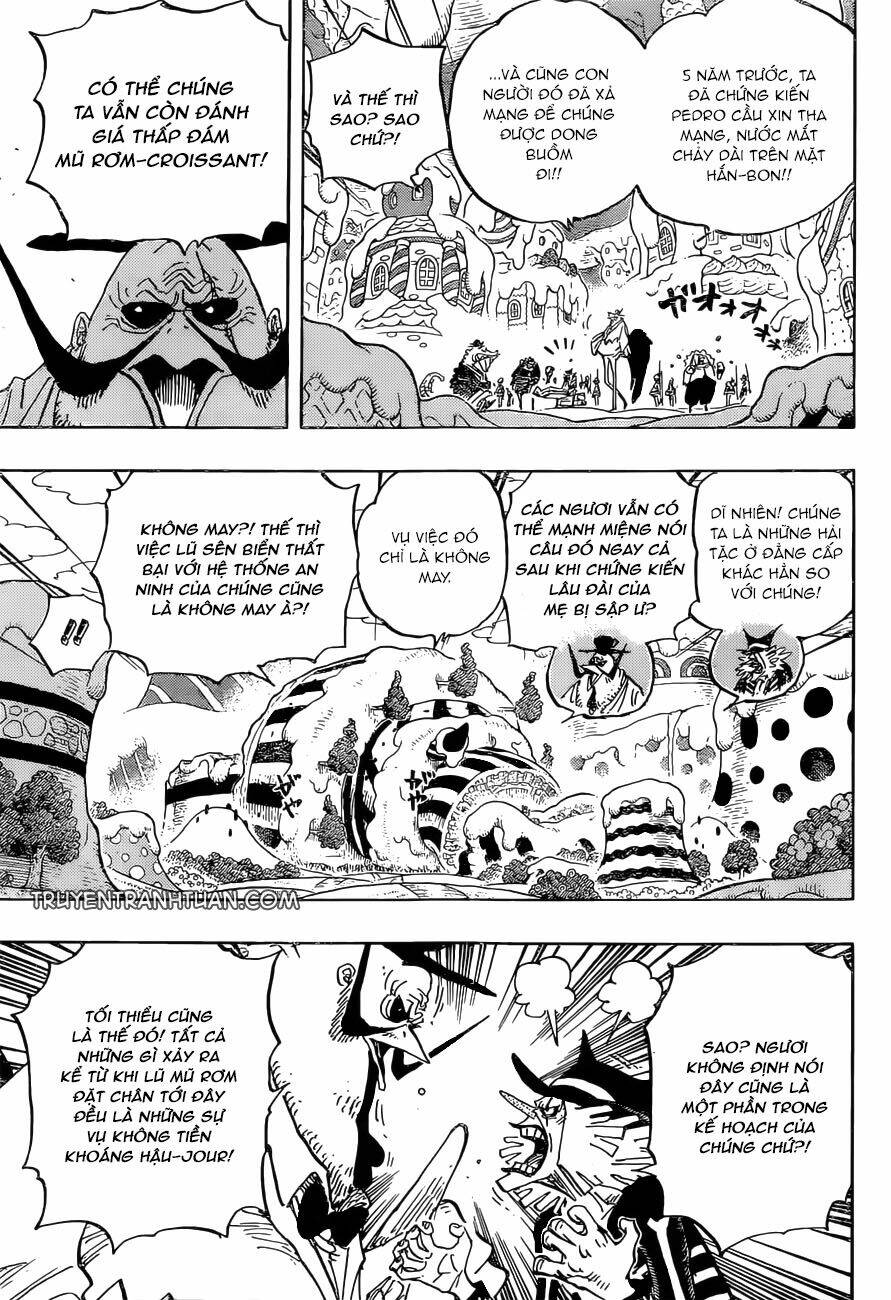 5 NĂM TRƯỚC, TA
ĐÃ CHỨNG KIẾN
PEDRO CẦU XIN THA
MẠNG, NƯỚC MẮT
CHẢY DÀI TRÊN MẶT
HẮN-BON!!
...VÀ CŨNG CON
NGƯỜI ĐÓ ĐÃ XẢ
MẠNG ĐỂ CHÚNG
ĐƯỢC DONG
BUỒM
ĐI!!
VÀ THẾ THÌ
SAO? SAO
CHỨ?!
CÓ THỂ CHÚNG
TA VẪN CÒN ĐÁNH
GIÁ THẤP ĐÁM
MŨ RƠM-CROISSANT!
DĨ NHIÊN! CHÚNG
TA LÀ NHỮNG HẢI
TẶC Ở ĐẲNG CẤP
KHÁC HẲN SO
VỚI CHÚNG!
CÁC NGƯƠI VẪN CÓ
THỂ MẠNH MIỆNG NÓI
CÂU ĐÓ NGAY CẢ
SAU KHI CHỨNG KIẾN
LÂU ĐÀI CỦA
MẸ BỊ SẬP Ư?
VỤ VIỆC ĐÓ
CHỈ LÀ KHÔNG
MAY.
KHÔNG MAY?! THẾ THÌ
VIỆC LŨ SÊN BIỂN THẤT
BẠI VỚI HỆ THỐNG AN
NINH CỦA CHÚNG CŨNG
LÀ KHÔNG MAY À?!
!!
TRUYENTRANHTUAN.COM
SAO? NGƯƠI
KHÔNG ĐỊNH NÓI
ĐÂY CŨNG LÀ
MỘT PHẦN TRONG
KẾ HOẠCH CỦA
CHÚNG CHỨ?!
TỐI THIỂU CŨNG
LÀ THẾ ĐÓ! TẤT CẢ
NHỮNG GÌ XẢY RA
KỂ TỪ KHI LŨ MŨ RƠM
ĐẶT CHÂN TỚI ĐÂY
ĐỀU LÀ NHỮNG SỰ
VỤ KHÔNG TIỀN
KHOÁNG HẬU-JOUR!